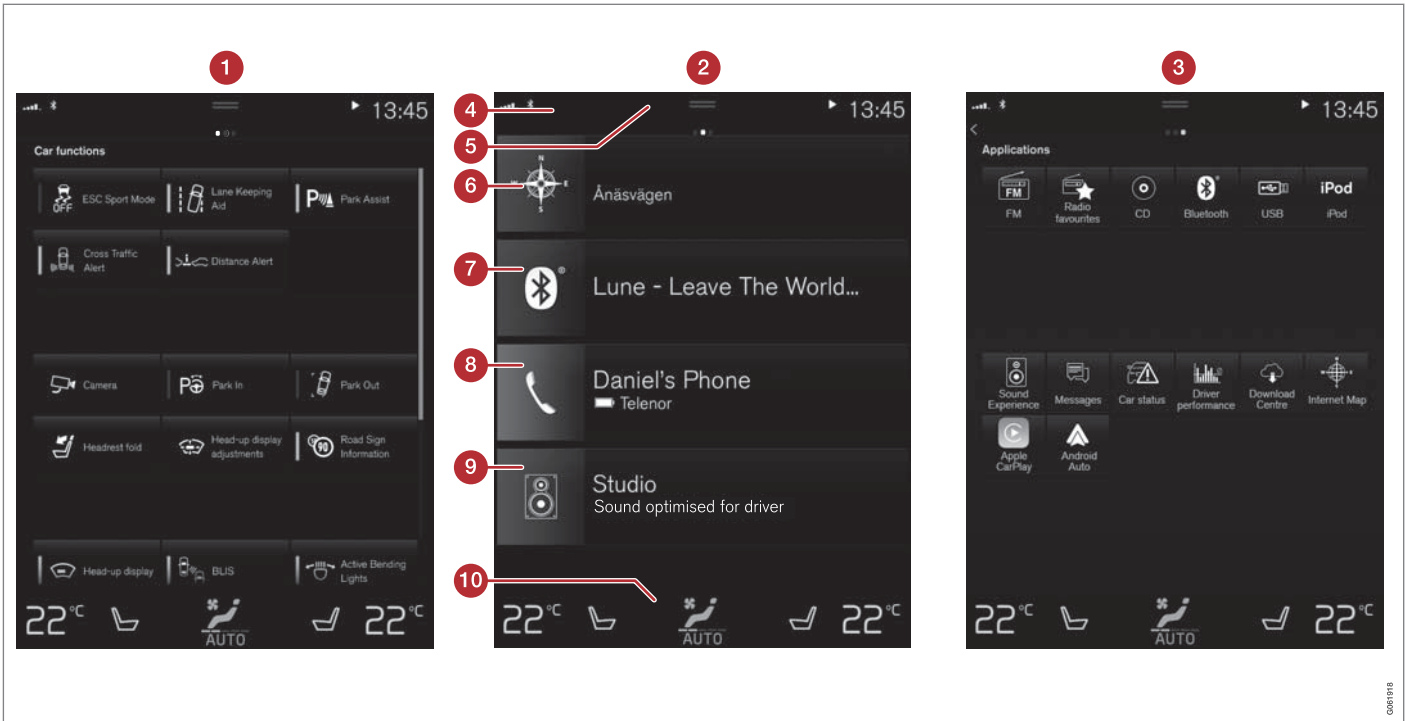 1
2
3
13:45
Car functions
OFF
ESC Sport Mode
Lane Keeping
Aid
P
Park Assist
Cross Traffic
Alert
Distance Alert
Camera
P
Park In
Park Out
Headrest fold
Head-up display
adjustments
90
Road Sign
Information
Head-up display
BLIS
Active Bending
Lights
22°C
AUTO
22°C
4
13:45
5
6
N
W
E
S
Ånäsvägen
7
Lune - Leave The World...
8
Daniel's Phone
Telenor
9
Studio
Sound optimised for driver
10
22°C
AUTO
22°C
13:45
Applications
FM
FM
Radio
favourites
CD
Bluetooth
USB
iPod
iPod
Sound
Experience
Messages
Car status
Driver
performance
Download
Centre
Internet Map
Apple
CarPlay
Android
Auto
22°C
AUTO
22°C
G061918